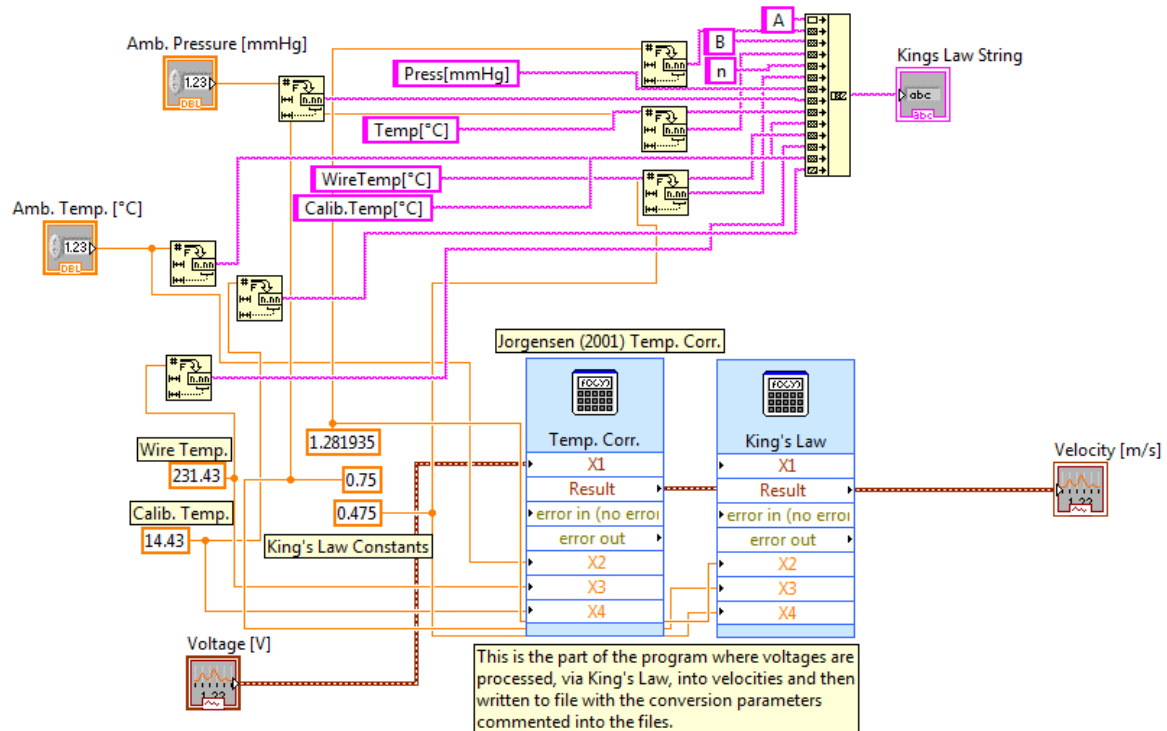 A
Amb. Pressure [mmHg]
B
Kings Law String
1.23
DBL
Press[mmHg]
n
abc
abc
Temp[°C]
WireTemp[°C]
Amb. Temp. [°C]
Calib.Temp[°C]
1.23
DBL
Jorgensen (2001) Temp. Corr.
1.281935
Temp. Corr.
King's Law
Wire Temp.
231.43
0.75
X1
X1
Velocity [m/s]
Result
Result
Calib. Temp.
0.475
error in (no erro
error in (no erro
14.43
King's Law Constants
error out
error out
X2
X2
X3
X3
X4
X4
Voltage [V]
This is the part of the program where voltages are
processed, via King's Law, into velocities and then
written to file with the conversion parameters
commented into the files.